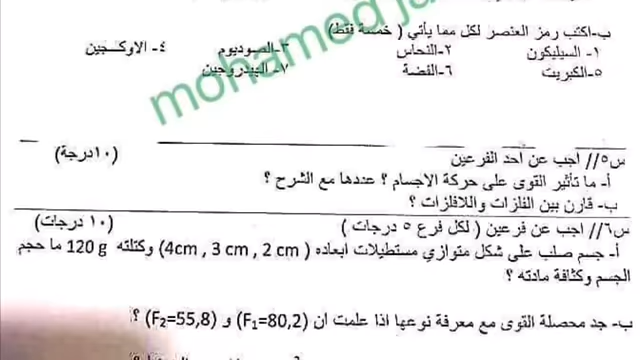 ب-اكتب رمز العنصر لكل مما يأتي ( خمسة فقط)
١- السيليكون ٢- النحاس ٣-الصوديوم ٤- الاوكسجين
٥-الكبريت ٦- الفضة ٧- الهيدروجين
mohamed
س٥// اجب عن احد الفرعين (١٠درجة)
أ- ما تأثير القوى على حركة الاجسام ؟ عددها مع الشرح ؟
ب- قارن بين الفلزات واللافلزات ؟
س٦// اجب عن فرعين ( لكل فرع ٥ درجات ) (١٠ درجات)
أ- جسم صلب على شكل متوازي مستطيلات ابعاده ( 4cm , 3 cm , 2 cm) وكتلته 120 g ما حجم
الجسم وكثافة مادته ؟
ب- جد محصلة القوى مع معرفة نوعها اذا علمت ان (F1=80,2) و (F2=55,8) ؟